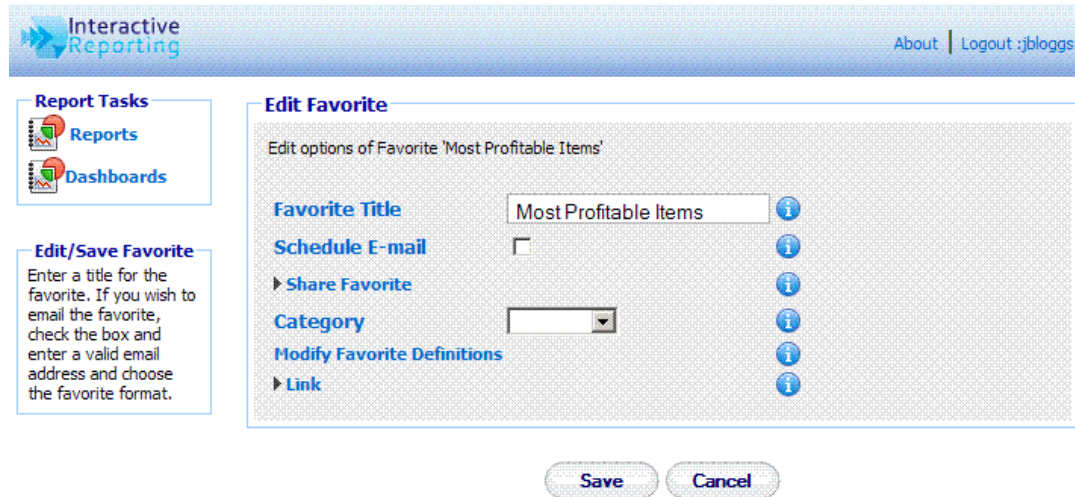 Interactive
Reporting
About | Logout :jbloggs
Report Tasks
Reports
Dashboards
Edit/Save Favorite
Enter a title for the
favorite. If you wish to
email the favorite,
check the box and
enter a valid email
address and choose
the favorite format.
Edit Favorite
Edit options of Favorite 'Most Profitable Items'
Favorite Title Most Profitable Items
Schedule E-mail
Share Favorite
Category
Modify Favorite Definitions
Link
Save Cancel